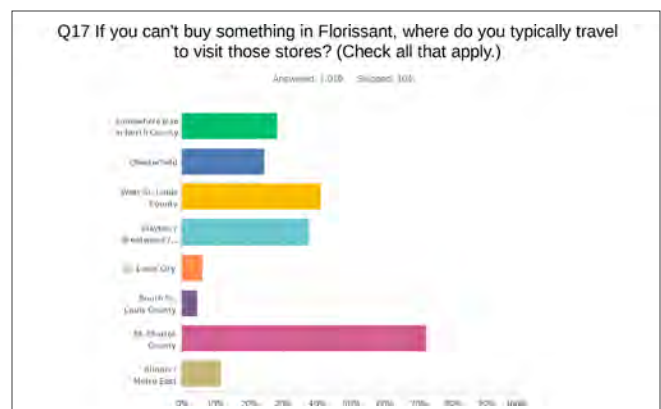 Q17 If you can't buy something in Florissant, where do you typically travel
to visit those stores? (Check all that apply.)
Answered: Skipped:
Somewhere else
in North County
Chesterfield
West St. Louis
County
Clayton /
Brentwood /...
St. Louis City
South St.
Louis County
St. Charles
County
Illinois /
Metro East
0% 10% 20% 30% 40% 50% 60% 70% 80% 90% 100%